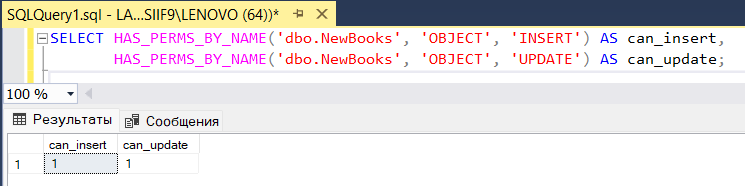 SQLQuery1.sql - LA...SIIF9\LENOVO (64))*
SELECT HAS_PERMS_BY_NAME('dbo.NewBooks', 'OBJECT', 'INSERT') AS can_insert,
HAS_PERMS_BY_NAME('dbo.NewBooks', 'OBJECT', 'UPDATE') AS can_update;
100 %
Результаты Сообщения
can_insert can_update
1 1 1